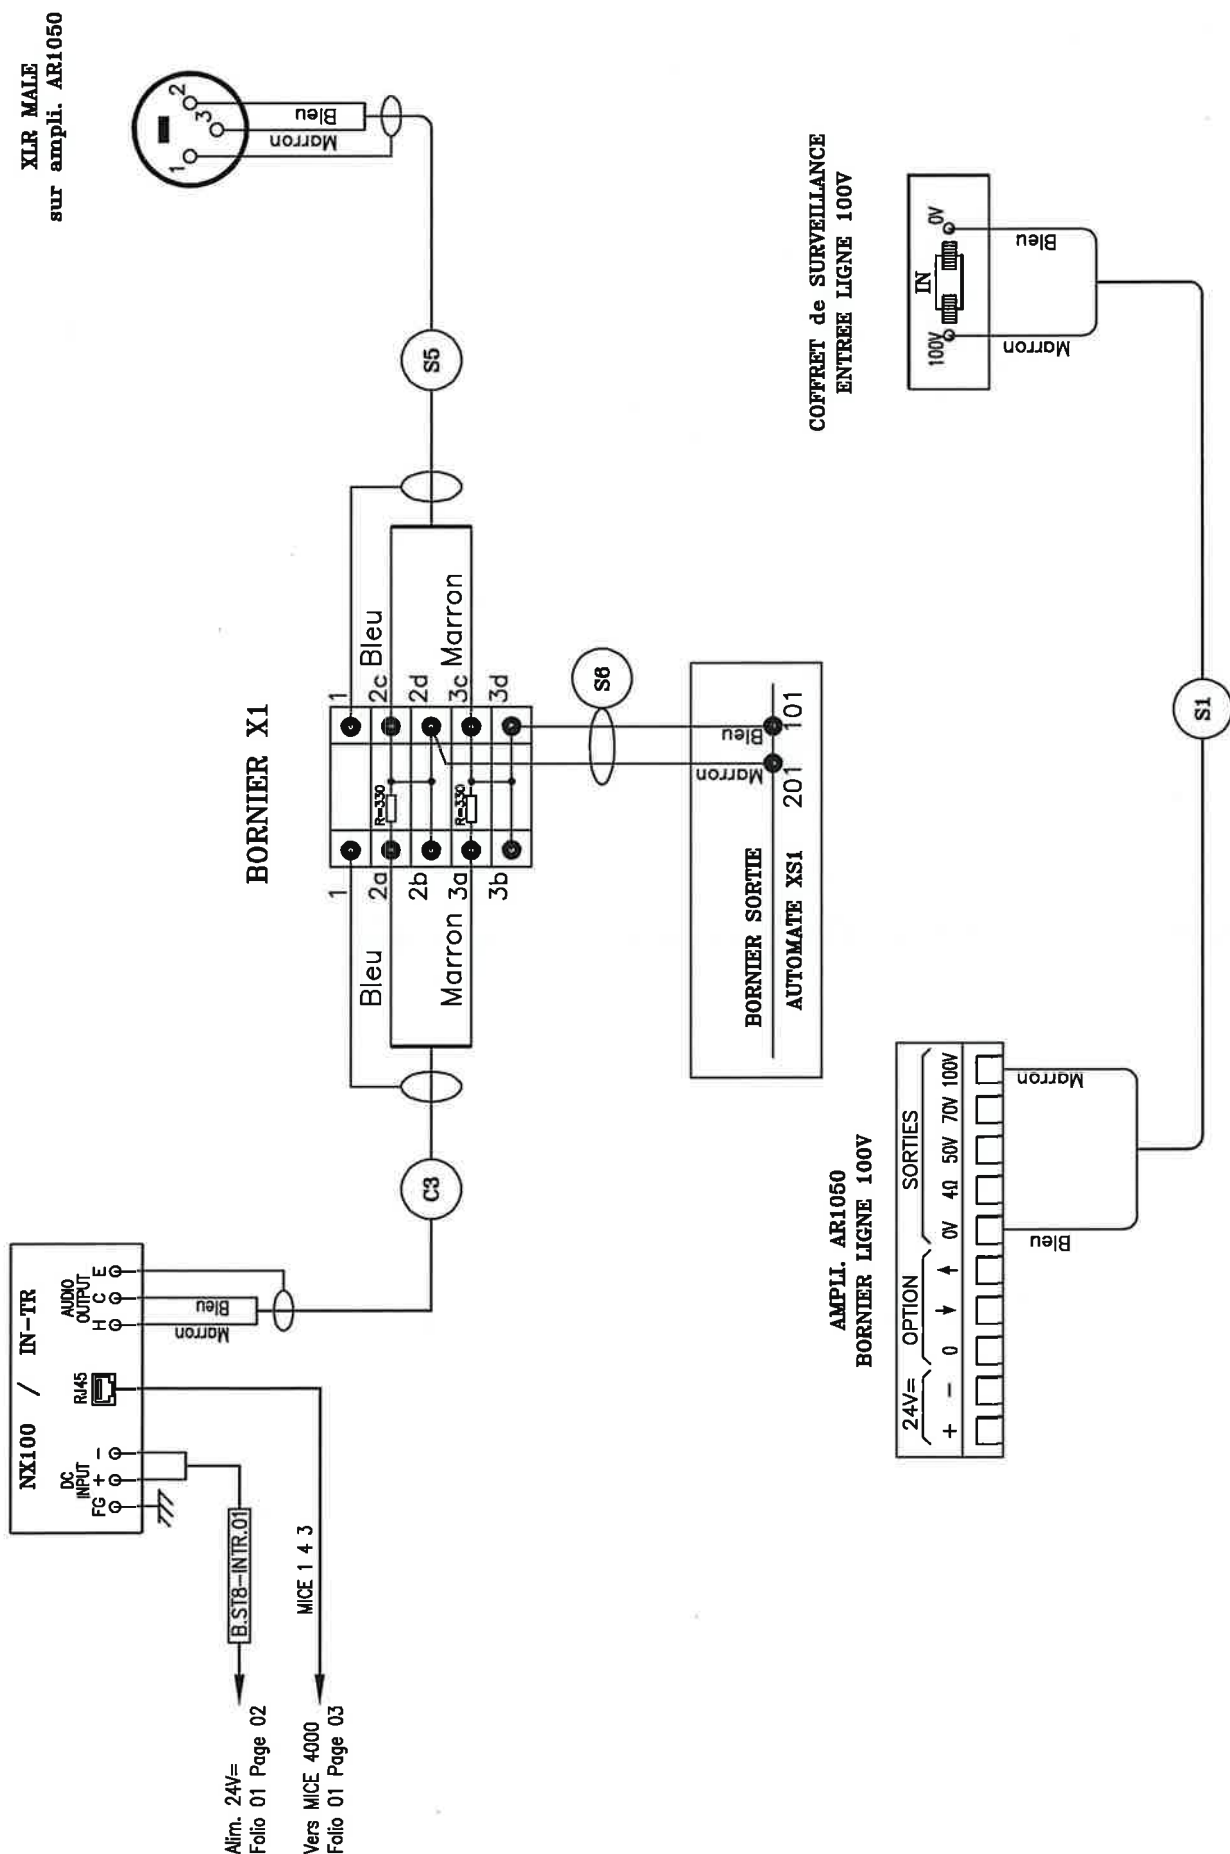 NX100 / IN-TR
DC
INPUT
FG + -
RJ45
AUDIO
OUTPUT
H C E
Marron
Bleu
B.ST8-INTR.01
Alim. 24V=
Folio 01 Page 02
MICE 1 4 3
Vers MICE 4000
Folio 01 Page 03
C3
BORNIER X1
Bleu
Marron
1
2a
2b
3a
3b
R=330
R=330
1
2c
2d
3c
3d
Bleu
Marron
S5
XLR MALE
sur ampli. AR1050
1
2
3
Bleu
Marron
S6
Bleu
Marron
201 101
BORNIER SORTIE
AUTOMATE XS1
AMPLI. AR1050
BORNIER LIGNE 100V
24V= OPTION SORTIES
+ - 0 0V 4Ω 50V 70V 100V
Bleu
Marron
S1
COFFRET de SURVEILLANCE
ENTREE LIGNE 100V
100V IN 0V
Marron
Bleu